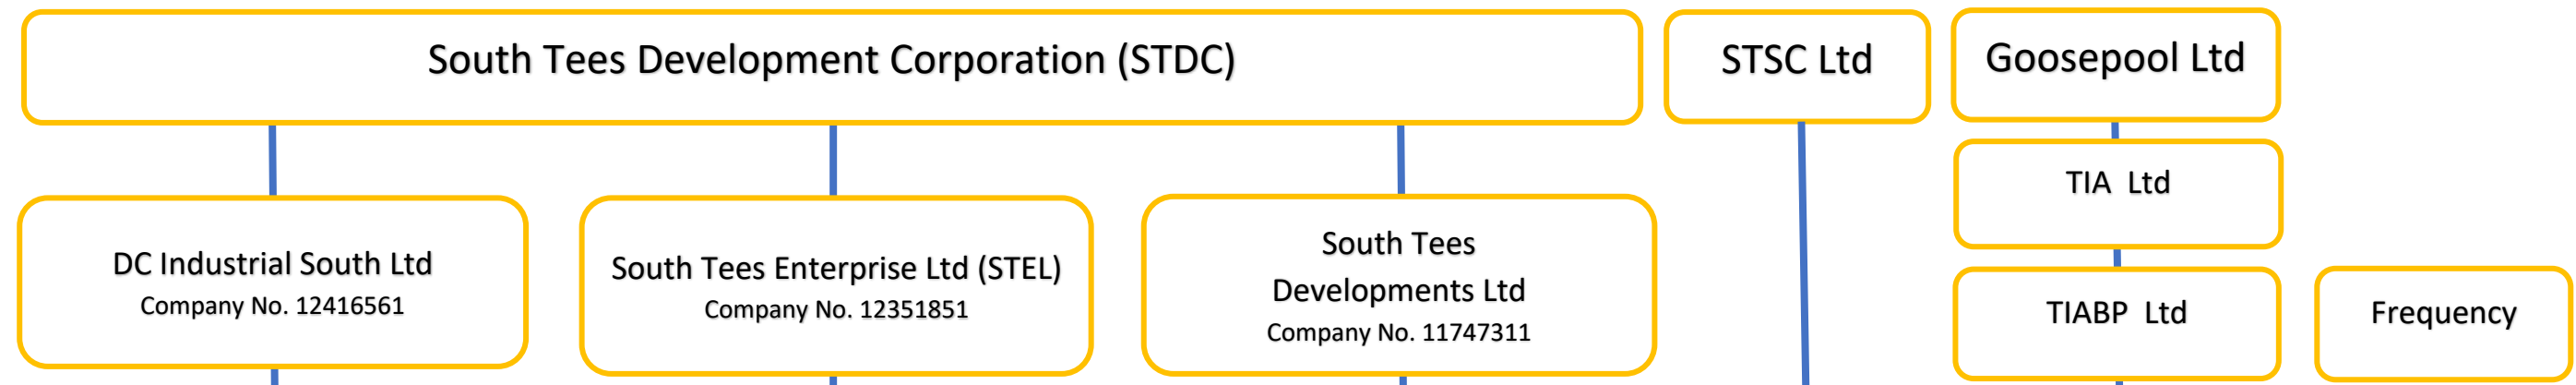 South Tees Development Corporation (STDC)
STSC Ltd
Goosepool Ltd
TIA Ltd
DC Industrial South Ltd
Company No. 12416561
South Tees Enterprise Ltd (STEL)
Company No. 12351851
South Tees
Developments Ltd
Company No. 11747311
TIABP Ltd
Frequency